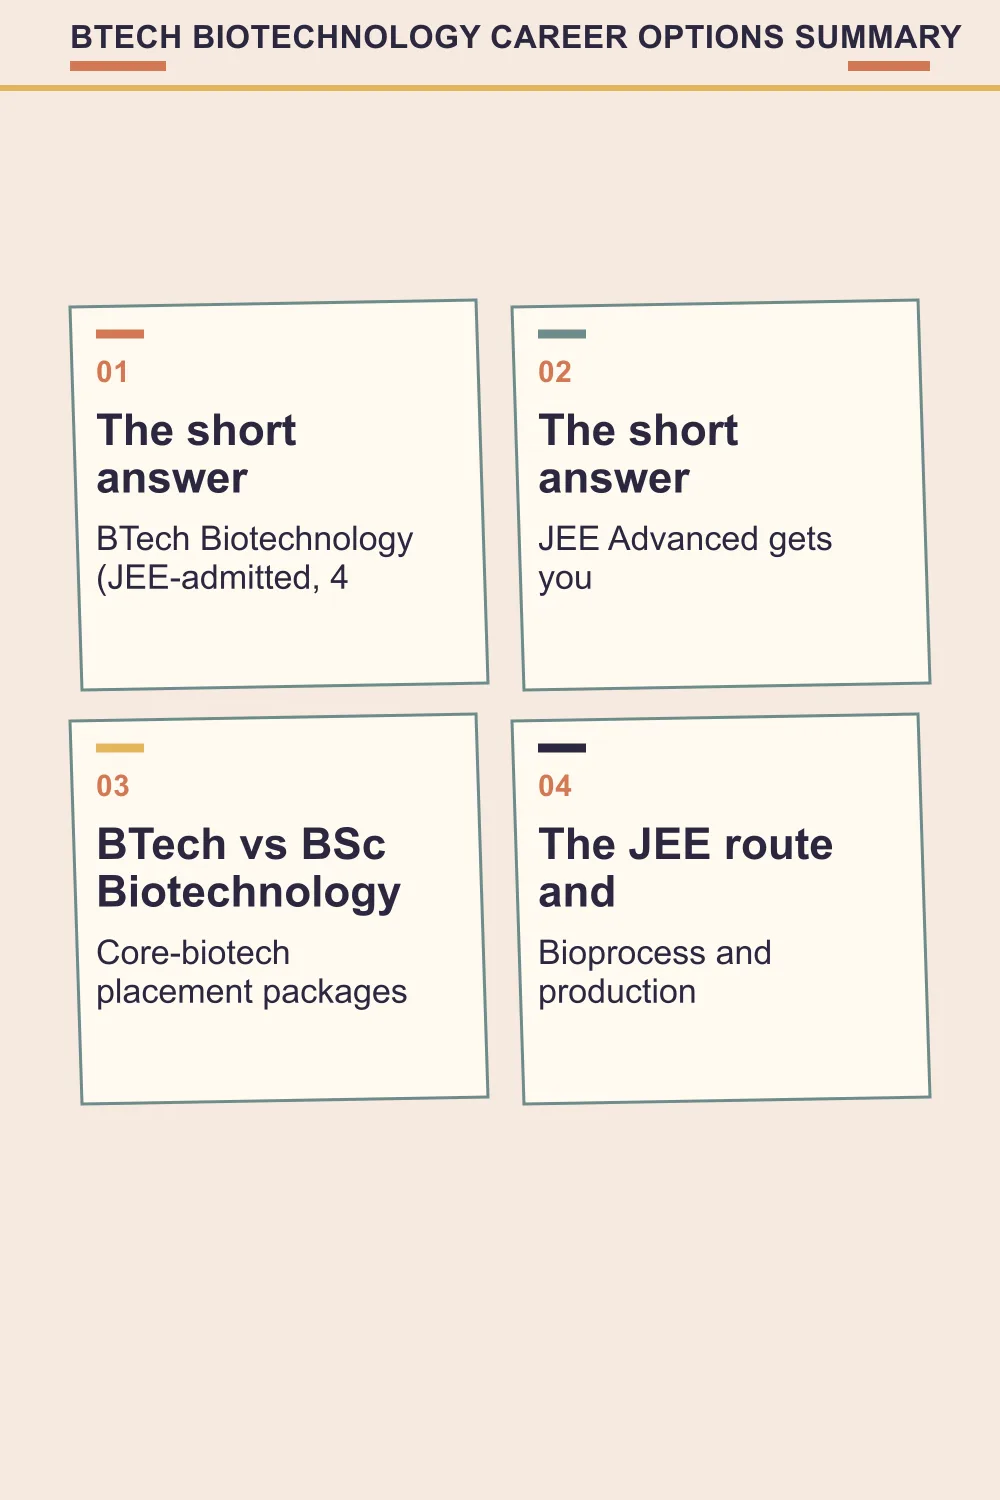 BTECH BIOTECHNOLOGY CAREER OPTIONS SUMMARY
01
The short
answer
BTech Biotechnology
(JEE-admitted, 4
02
The short
answer
JEE Advanced gets
you
03
BTech vs BSc
Biotechnology
Core-biotech
placement packages
04
The JEE route
and
Bioprocess and
production